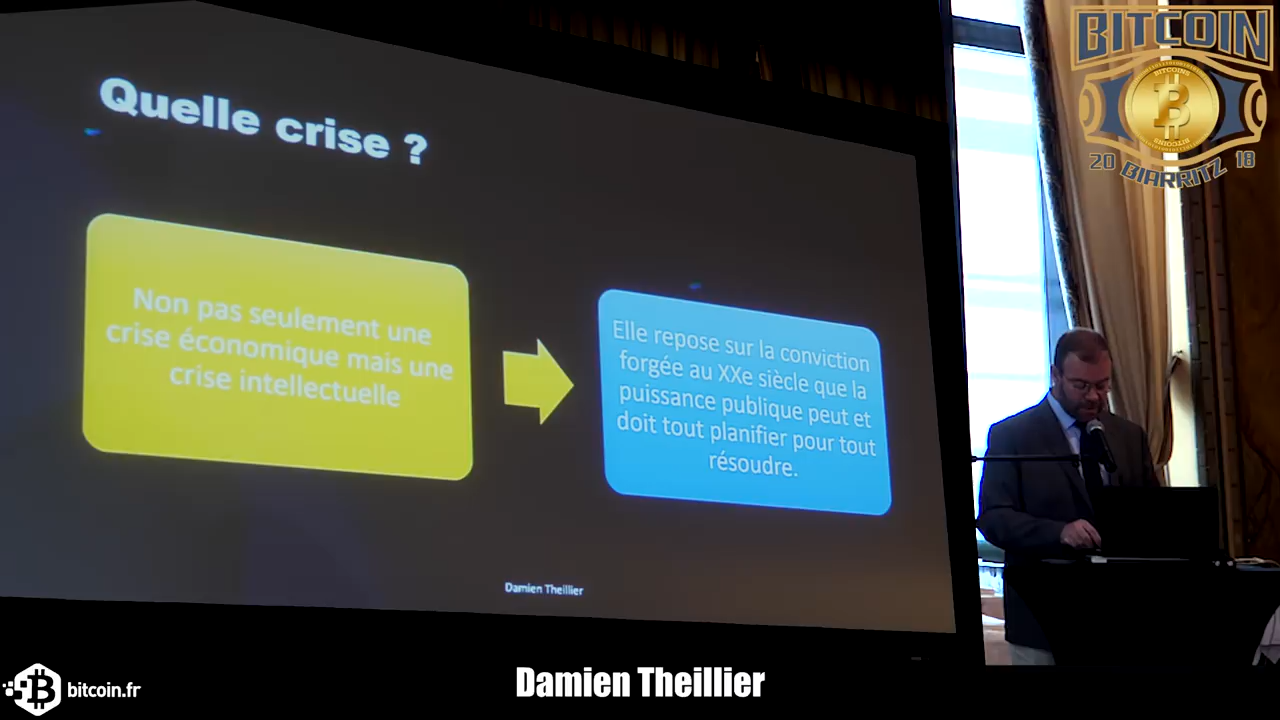 Quelle crise ?
Non pas seulement une
crise économique mais une
crise intellectuelle
Elle repose sur la conviction
forgée au XXe siècle que la
puissance publique peut et
doit tout planifier pour tout
résoudre.
Damien Theillier
BITCOIN
BITCOINS
BITCOINS
20 BIARRITZ 18
bitcoin.fr
Damien Theillier